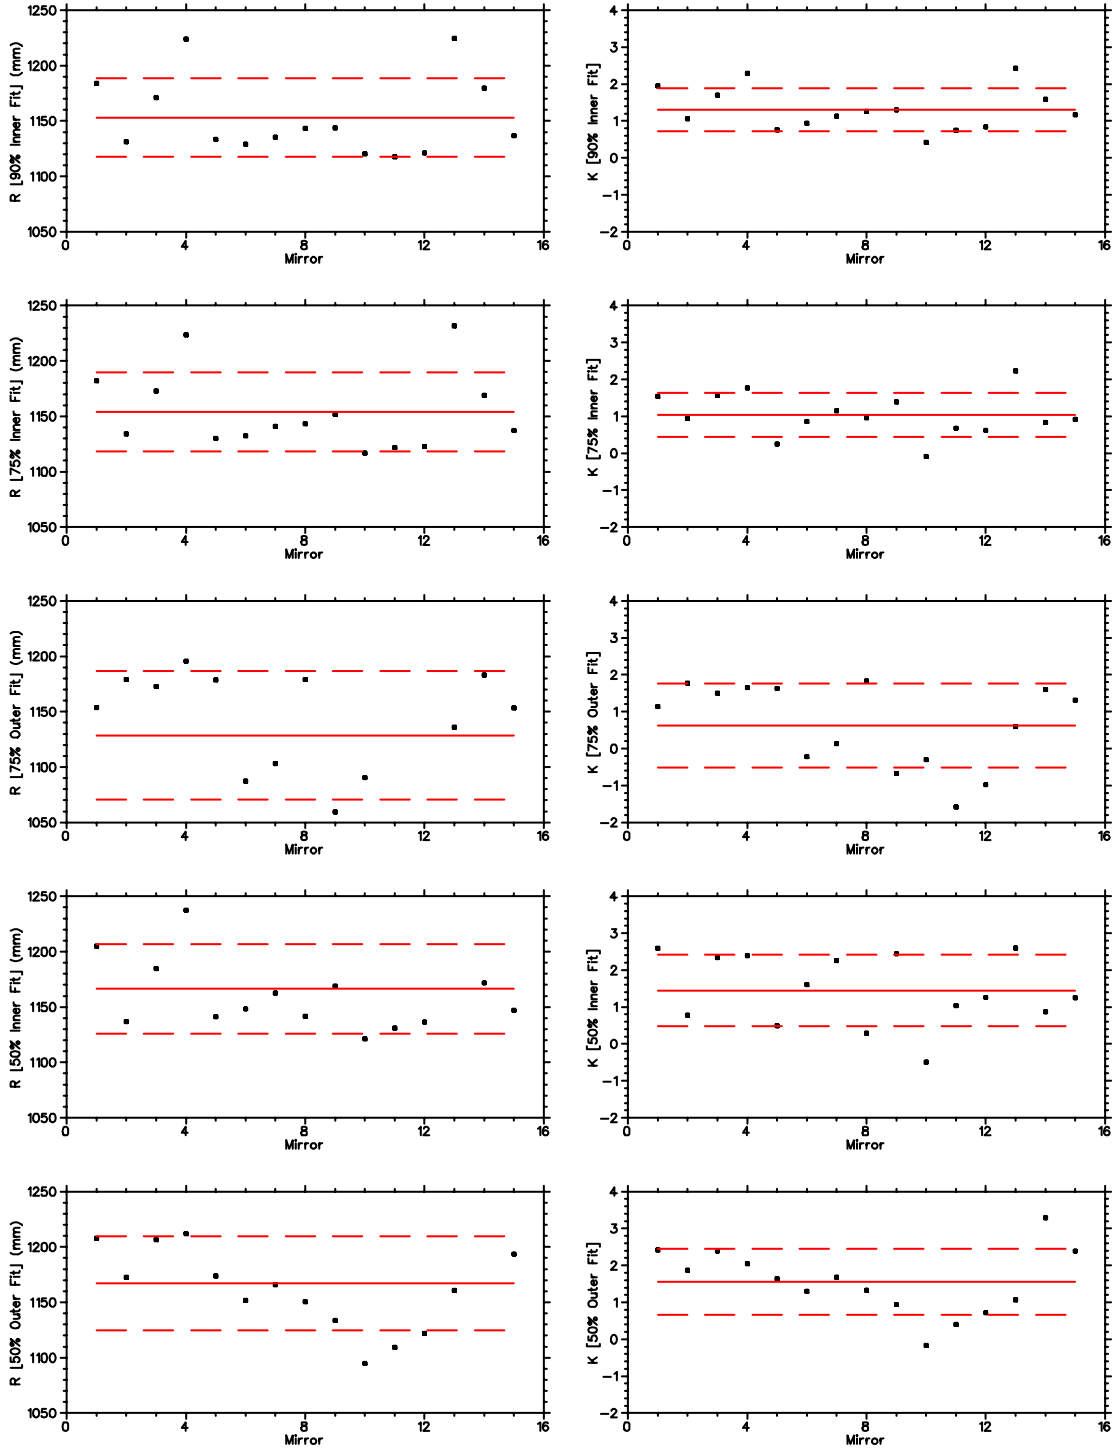 R [90% Inner Fit] (mm)
1250
1200
1150
1100
1050
0 4 8 12 16
Mirror
K [90% Inner Fit]
4
3
2
1
0
−1
−2
0 4 8 12 16
Mirror
R [75% Inner Fit] (mm)
1250
1200
1150
1100
1050
0 4 8 12 16
Mirror
K [75% Inner Fit]
4
3
2
1
0
−1
−2
0 4 8 12 16
Mirror
R [75% Outer Fit] (mm)
1250
1200
1150
1100
1050
0 4 8 12 16
Mirror
K [75% Outer Fit]
4
3
2
1
0
−1
−2
0 4 8 12 16
Mirror
R [50% Inner Fit] (mm)
1250
1200
1150
1100
1050
0 4 8 12 16
Mirror
K [50% Inner Fit]
4
3
2
1
0
−1
−2
0 4 8 12 16
Mirror
R [50% Outer Fit] (mm)
1250
1200
1150
1100
1050
0 4 8 12 16
Mirror
K [50% Outer Fit]
4
3
2
1
0
−1
−2
0 4 8 12 16
Mirror